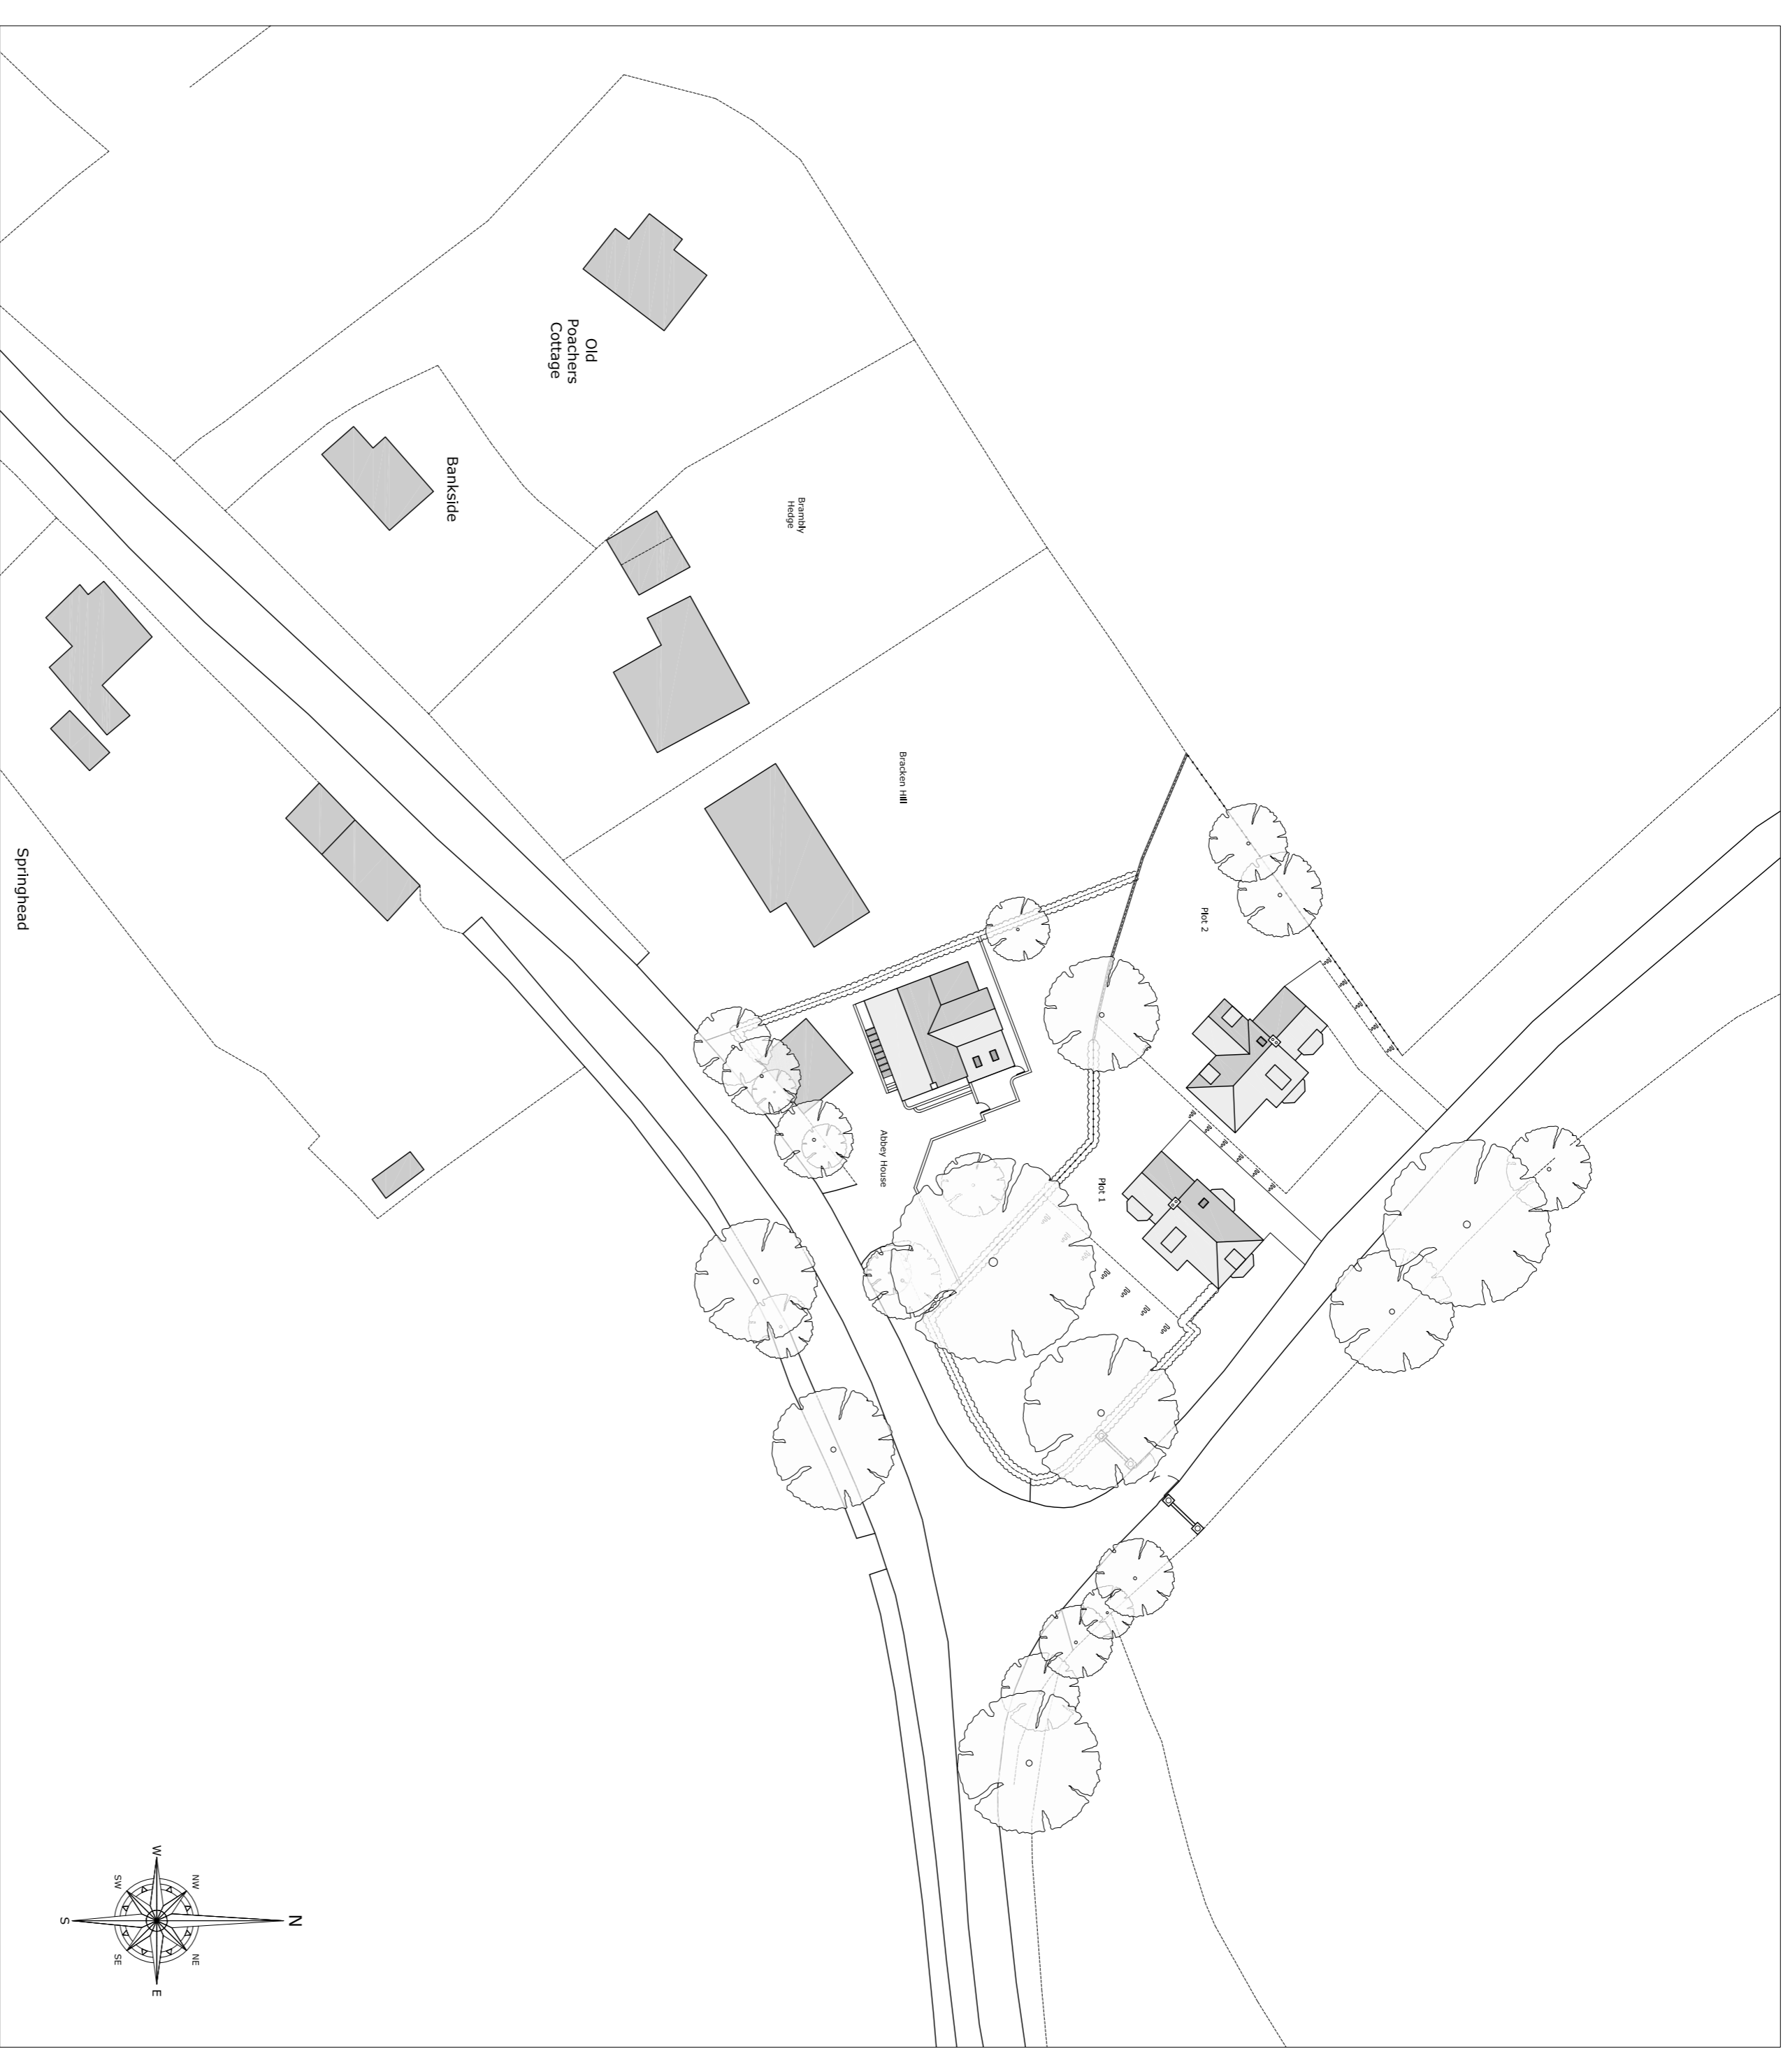 Old
Poachers
Cottage
Bankside
Brambly
Hedge
Bracken Hill
Springhead
Plot 2
Abbey House
Plot 1
W
SW
NW
S
N
SE
NE
E